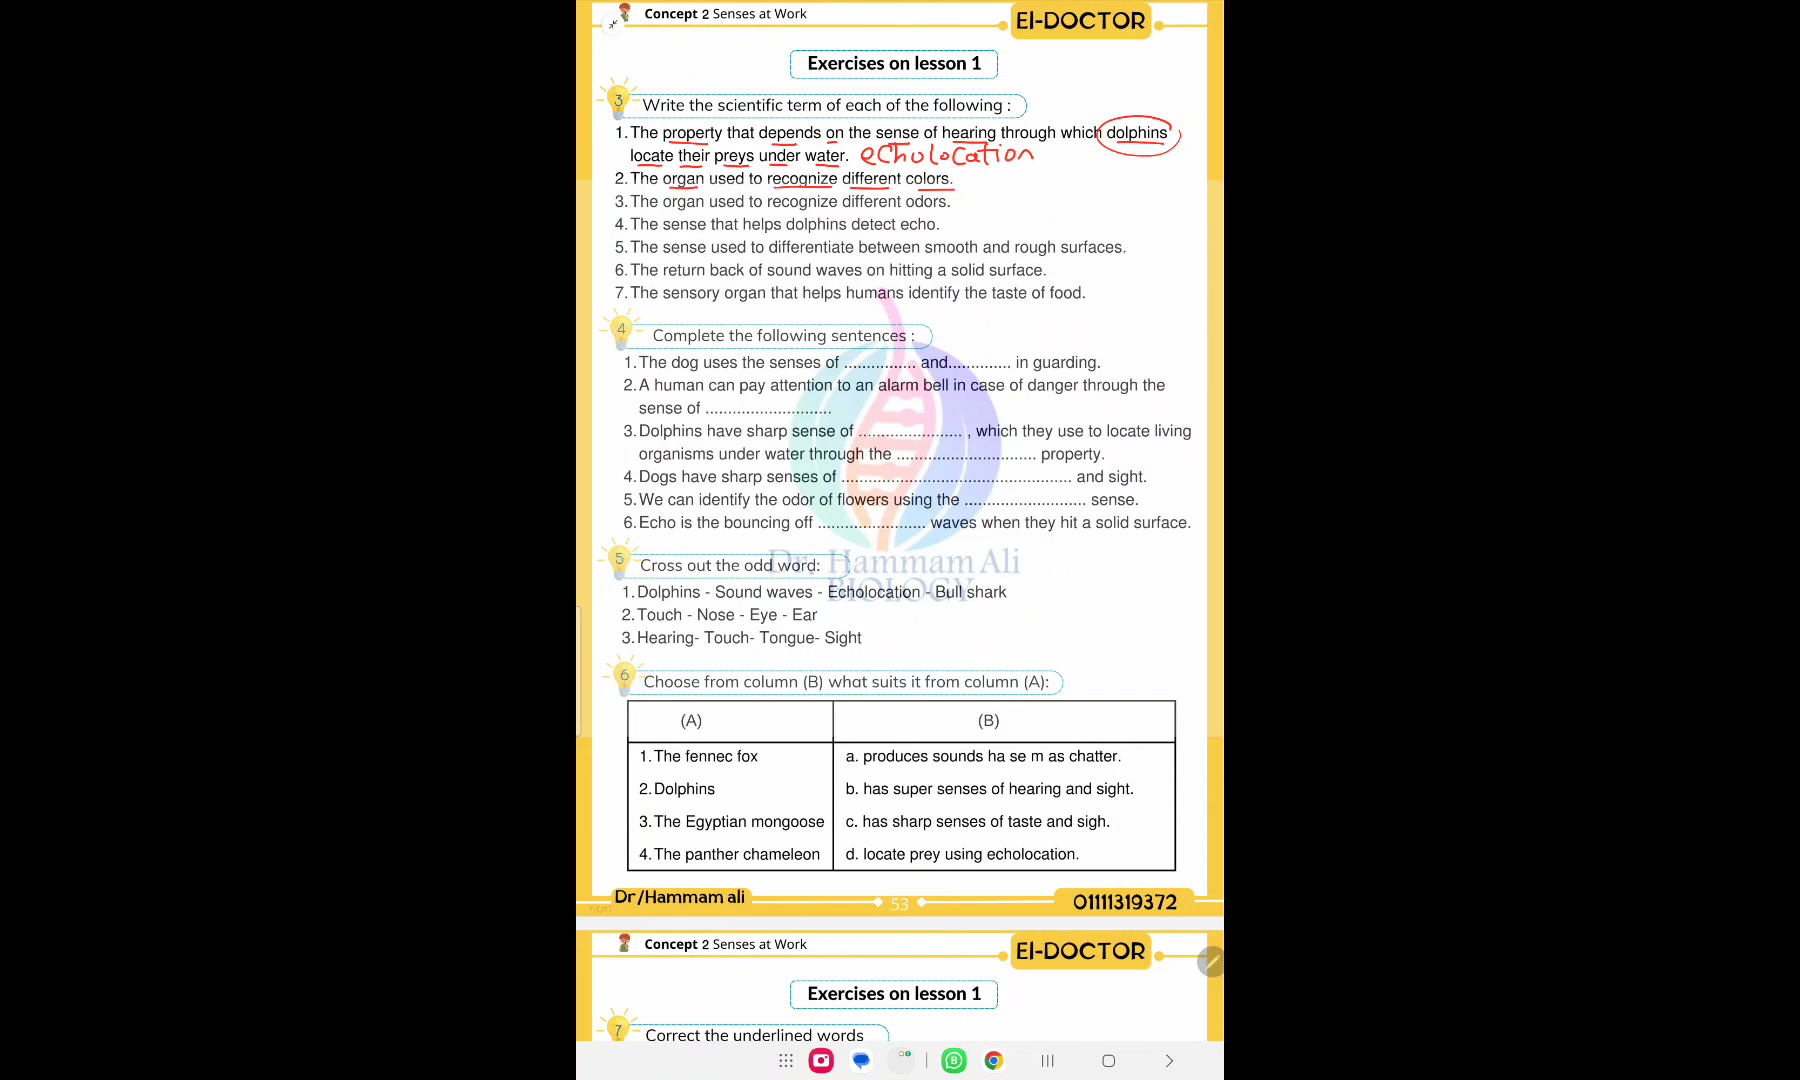 Concept 2 Senses at Work
El-DOCTOR
Exercises on lesson 1
3 Write the scientific term of each of the following :
1. The property that depends on the sense of hearing through which dolphins'
locate their preys under water. echolocation
2. The organ used to recognize different colors.
3. The organ used to recognize different odors.
4. The sense that helps dolphins detect echo.
5. The sense used to differentiate between smooth and rough surfaces.
6. The return back of sound waves on hitting a solid surface.
7. The sensory organ that helps humans identify the taste of food.
4 Complete the following sentences :
1. The dog uses the senses of ................ and.............. in guarding.
2. A human can pay attention to an alarm bell in case of danger through the
sense of ............................
3. Dolphins have sharp sense of ....................... , which they use to locate living
organisms under water through the ............................... property.
4. Dogs have sharp senses of ................................................... and sight.
5. We can identify the odor of flowers using the ........................... sense.
6. Echo is the bouncing off ........................ waves when they hit a solid surface.
Dr. Hammam Ali
BIOLOGY
5 Cross out the odd word:
1. Dolphins - Sound waves - Echolocation - Bull shark
2. Touch - Nose - Eye - Ear
3. Hearing- Touch- Tongue- Sight
6 Choose from column (B) what suits it from column (A):
(A) (B)
1. The fennec fox a. produces sounds ha se m as chatter.
2. Dolphins b. has super senses of hearing and sight.
3. The Egyptian mongoose c. has sharp senses of taste and sigh.
4. The panther chameleon d. locate prey using echolocation.
Dr/Hammam ali
53
01111319372
Concept 2 Senses at Work
El-DOCTOR
Exercises on lesson 1
7 Correct the underlined words